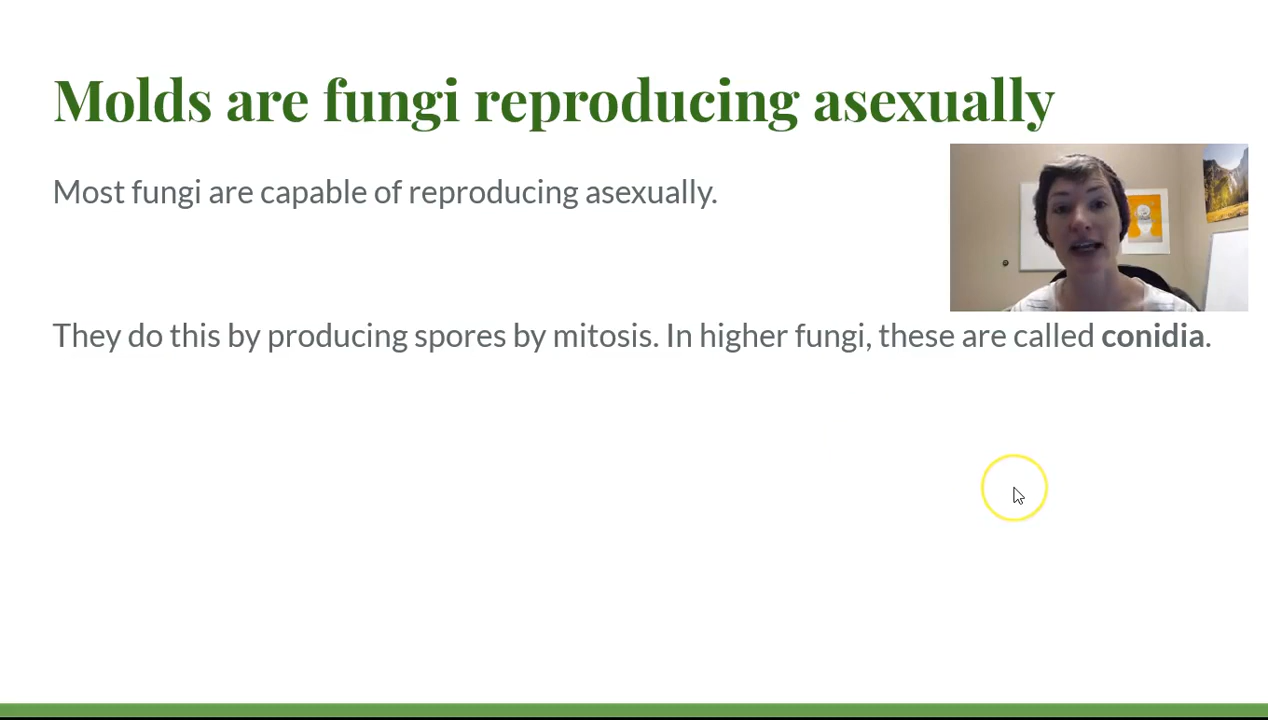 Molds are fungi reproducing asexually
Most fungi are capable of reproducing asexually.
They do this by producing spores by mitosis. In higher fungi, these are called conidia.